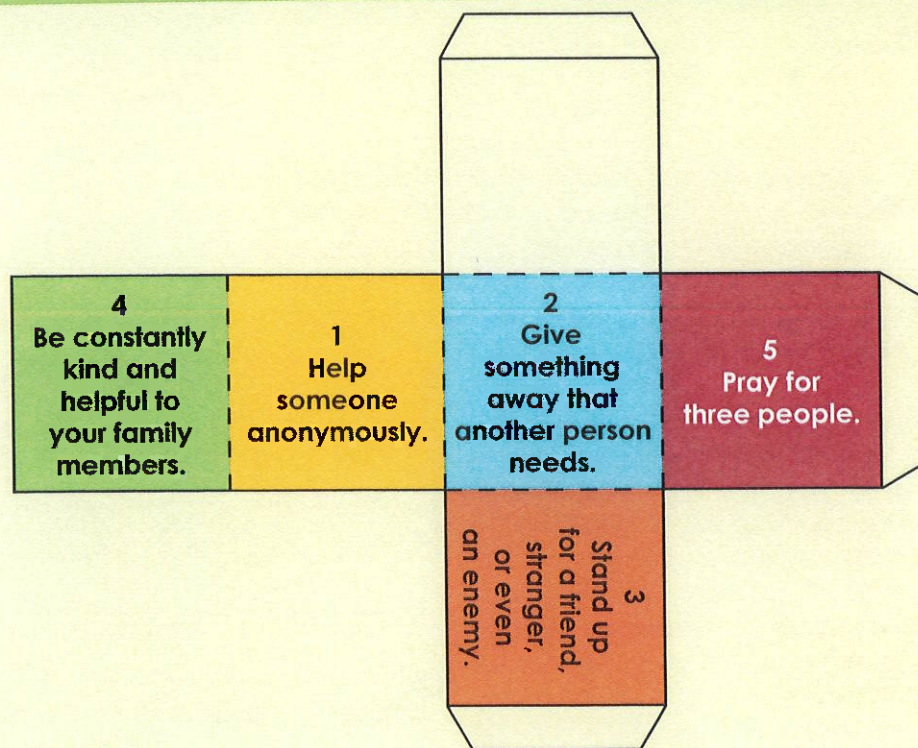 4
Be constantly
kind and
helpful to
your family
members.
1
Help
someone
anonymously.
2
Give
something
away that
another person
needs.
5
Pray for
three people.
3
Stand up
for a friend,
stranger,
or even
an enemy.